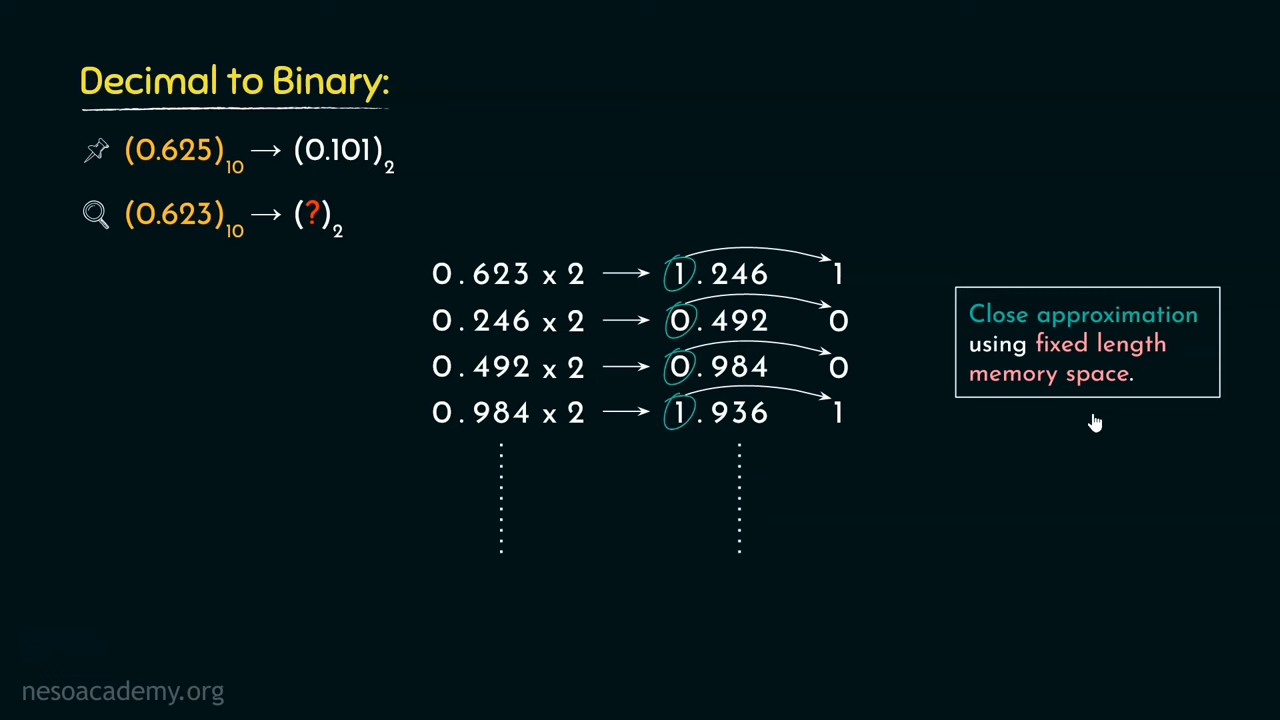 Decimal to Binary:
(0.625)₁₀ → (0.101)₂
(0.623)₁₀ → (?)₂
0.623 x 2 → 1.246 1
0.246 x 2 → 0.492 0
0.492 x 2 → 0.984 0
0.984 x 2 → 1.936 1
Close approximation
using fixed length
memory space.
nesoacademy.org